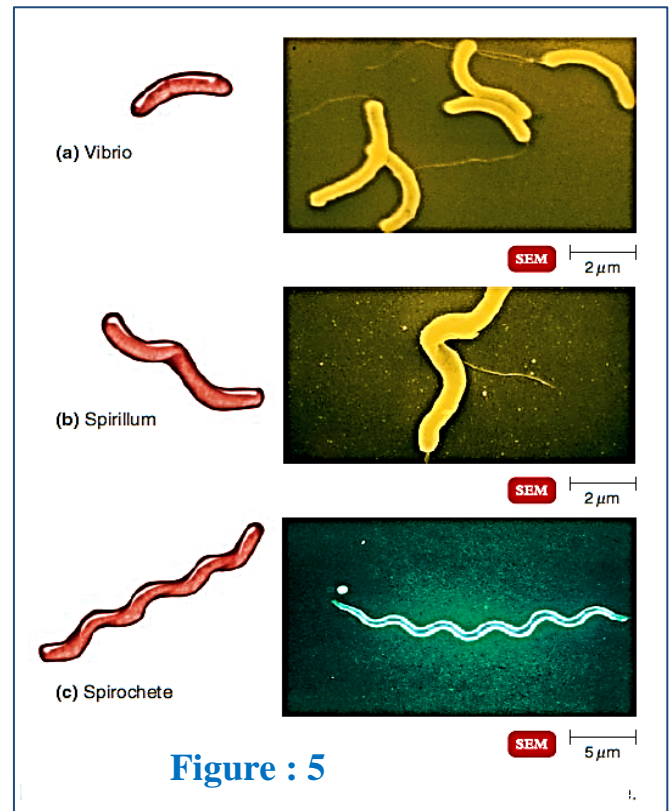 (a) Vibrio
SEM
2 μm
(b) Spirillum
SEM
2 μm
(c) Spirochete
SEM
5 μm
Figure : 5